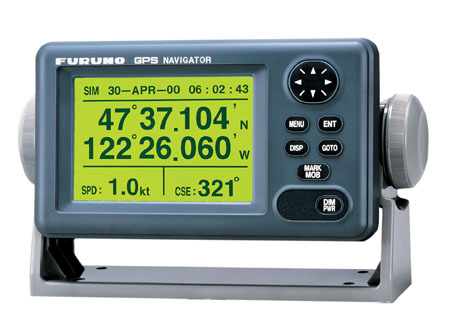 FURUNO GPS NAVIGATOR
SIM 30-APR-00 06:02:43
47°37.104' N
122°26.060' W
SPD: 1.0kt CSE: 321°
MENU ENT
DISP GOTO
MARK
MOB
DIM
PWR